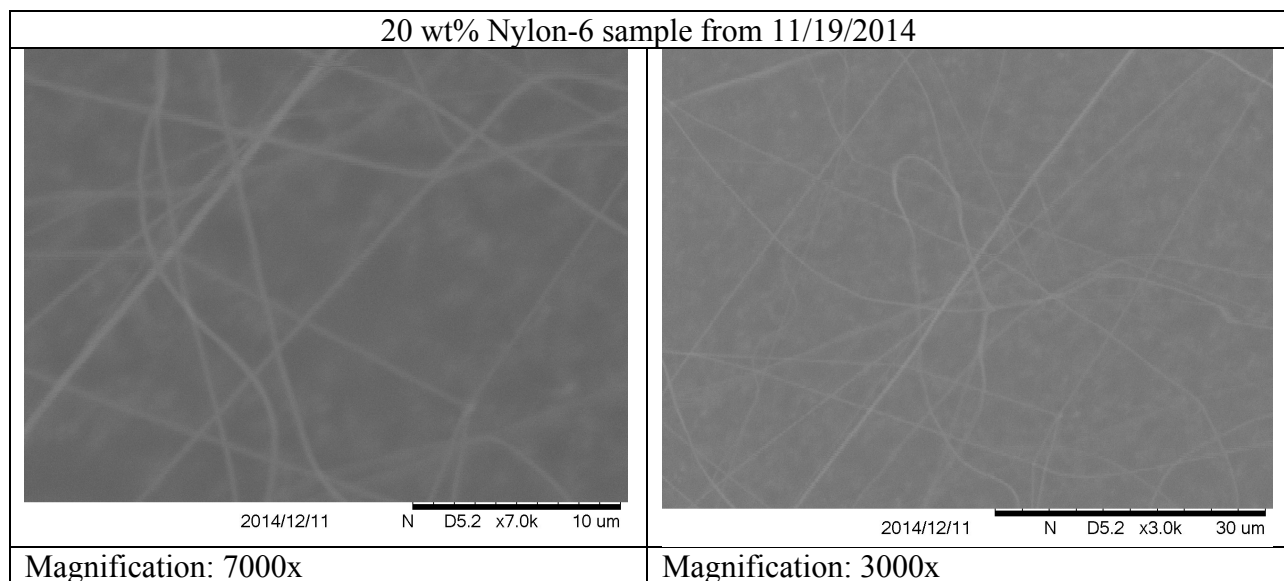 20 wt% Nylon-6 sample from 11/19/2014
2014/12/11 N D5.2 x7.0k 10 um
2014/12/11 N D5.2 x3.0k 30 um
Magnification: 7000x
Magnification: 3000x